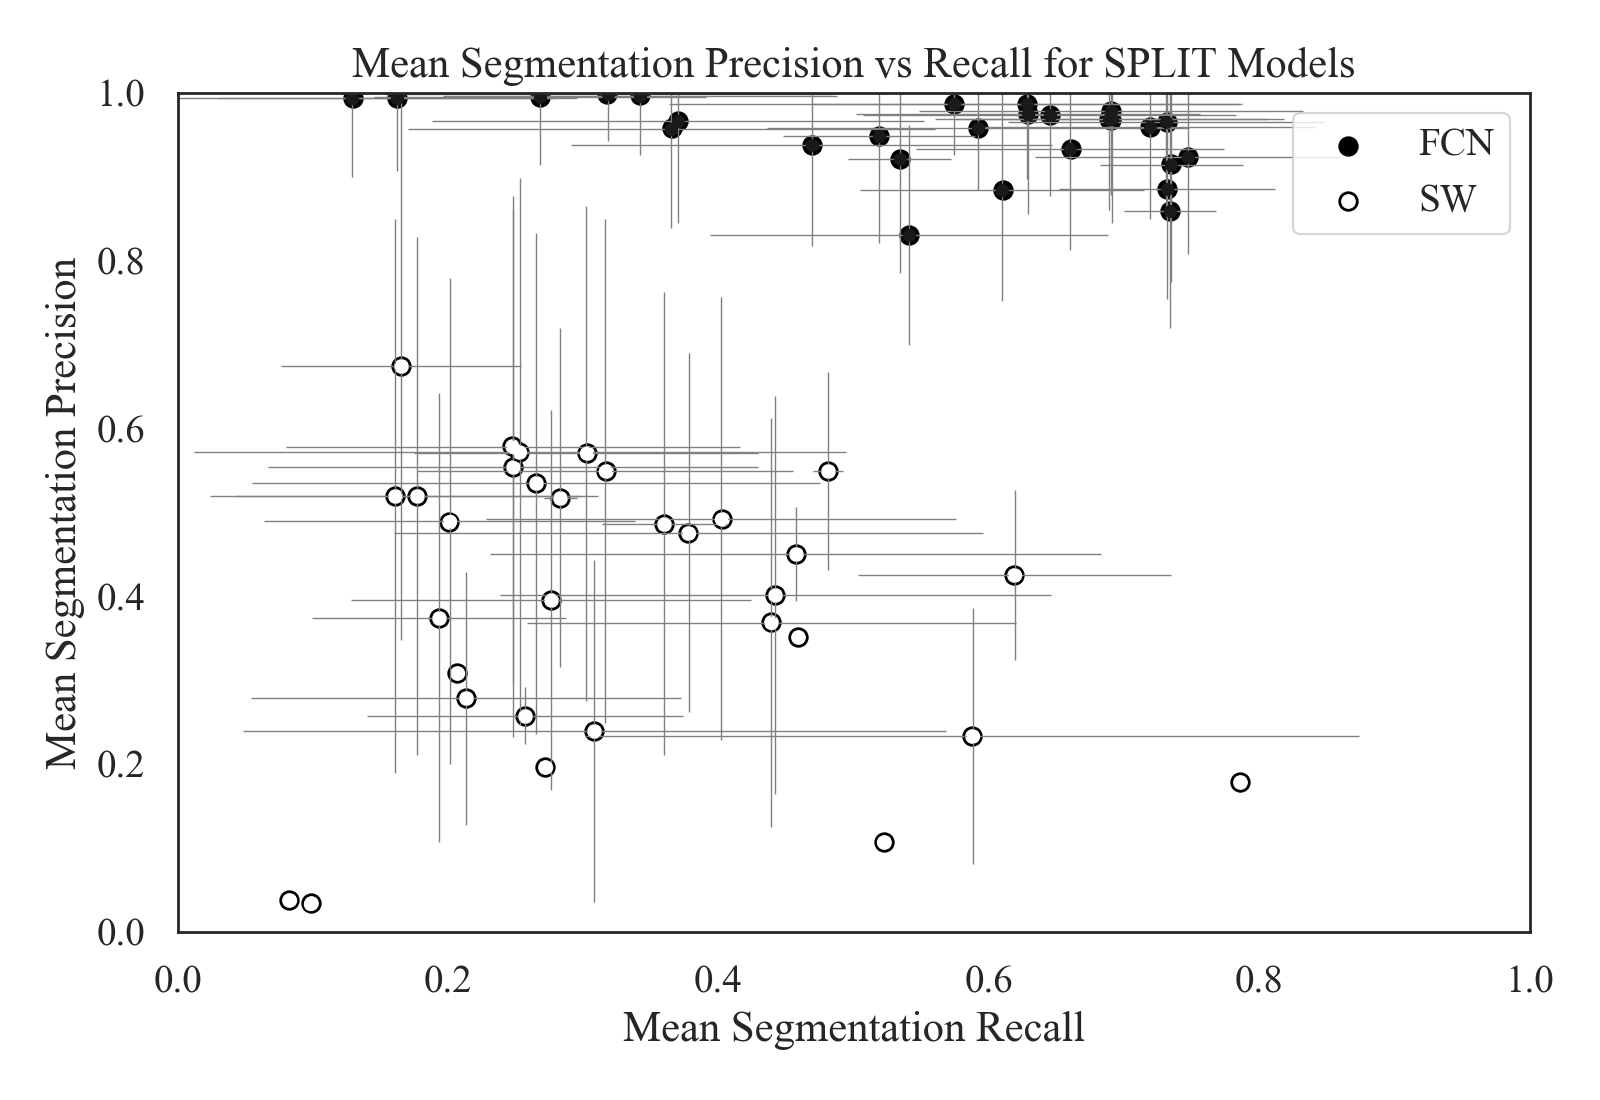 Mean Segmentation Precision vs Recall for SPLIT Models
1.0
0.8
0.6
0.4
0.2
0.0
Mean Segmentation Precision
FCN
SW
0.0 0.2 0.4 0.6 0.8 1.0
Mean Segmentation Recall